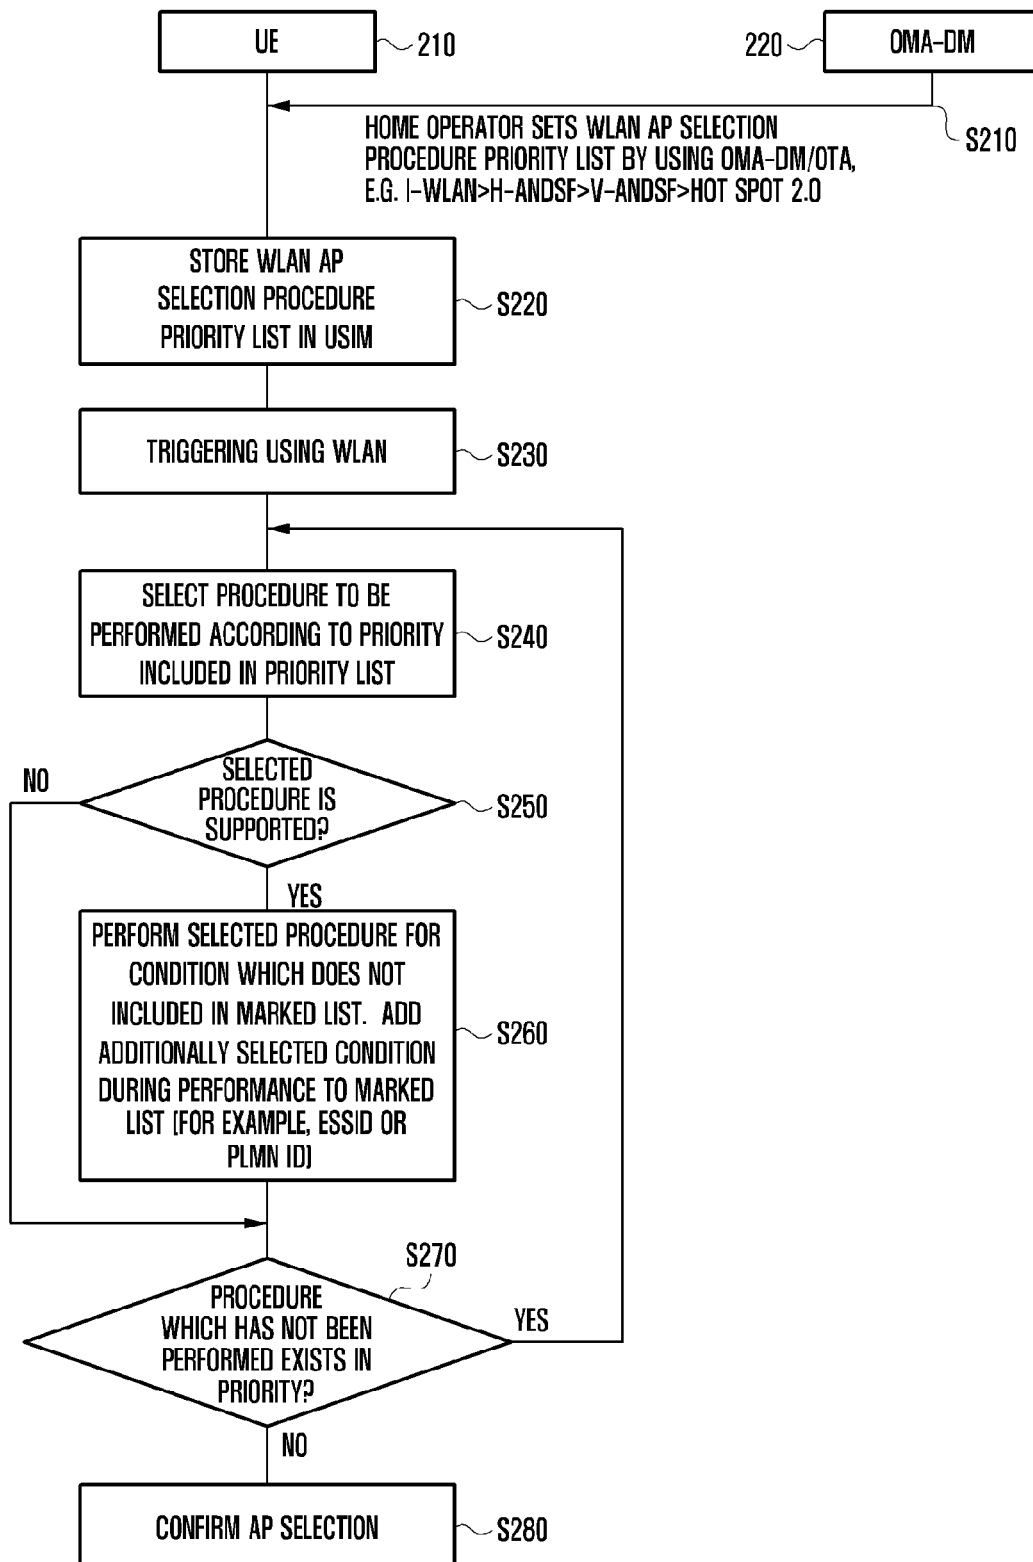 UE
210
220
OMA-DM
S210
HOME OPERATOR SETS WLAN AP SELECTION
PROCEDURE PRIORITY LIST BY USING OMA-DM/OTA,
E.G. I-WLAN>H-ANDSF>V-ANDSF>HOT SPOT 2.0
STORE WLAN AP
SELECTION PROCEDURE
PRIORITY LIST IN USIM
S220
TRIGGERING USING WLAN
S230
SELECT PROCEDURE TO BE
PERFORMED ACCORDING TO PRIORITY
INCLUDED IN PRIORITY LIST
S240
NO
SELECTED
PROCEDURE IS
SUPPORTED?
S250
YES
PERFORM SELECTED PROCEDURE FOR
CONDITION WHICH DOES NOT
INCLUDED IN MARKED LIST. ADD
ADDITIONALLY SELECTED CONDITION
DURING PERFORMANCE TO MARKED
LIST (FOR EXAMPLE, ESSID OR
PLMN ID)
S260
S270
PROCEDURE
WHICH HAS NOT BEEN
PERFORMED EXISTS IN
PRIORITY?
YES
NO
CONFIRM AP SELECTION
S280